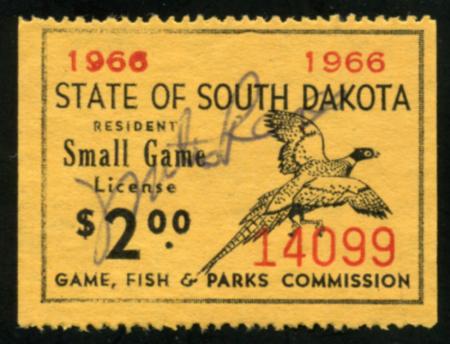 1966 1966
STATE OF SOUTH DAKOTA
RESIDENT
Small Game
License
$2.00
14099
GAME, FISH & PARKS COMMISSION